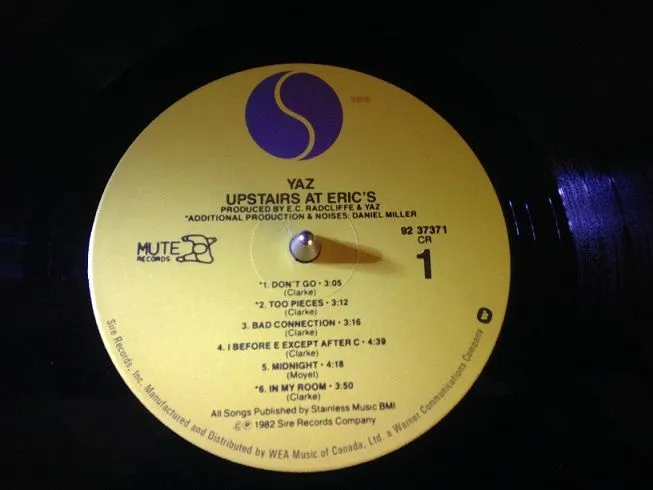 SIRE
YAZ
UPSTAIRS AT ERIC'S
PRODUCED BY E.C. RADCLIFFE & YAZ
*ADDITIONAL PRODUCTION & NOISES: DANIEL MILLER
92 37371
CR
1
MUTE
RECORDS
*1. DON'T GO • 3:05
(Clarke)
*2. TOO PIECES • 3:12
(Clarke)
3. BAD CONNECTION • 3:16
(Clarke)
4. I BEFORE E EXCEPT AFTER C • 4:39
(Clarke)
5. MIDNIGHT • 4:18
(Moyet)
*6. IN MY ROOM • 3:50
(Clarke)
All Songs Published by Stainless Music BMI
© ℗ 1982 Sire Records Company
Sire Records, Inc. Manufactured and Distributed by WEA Music of Canada, Ltd. a Warner Communications Company